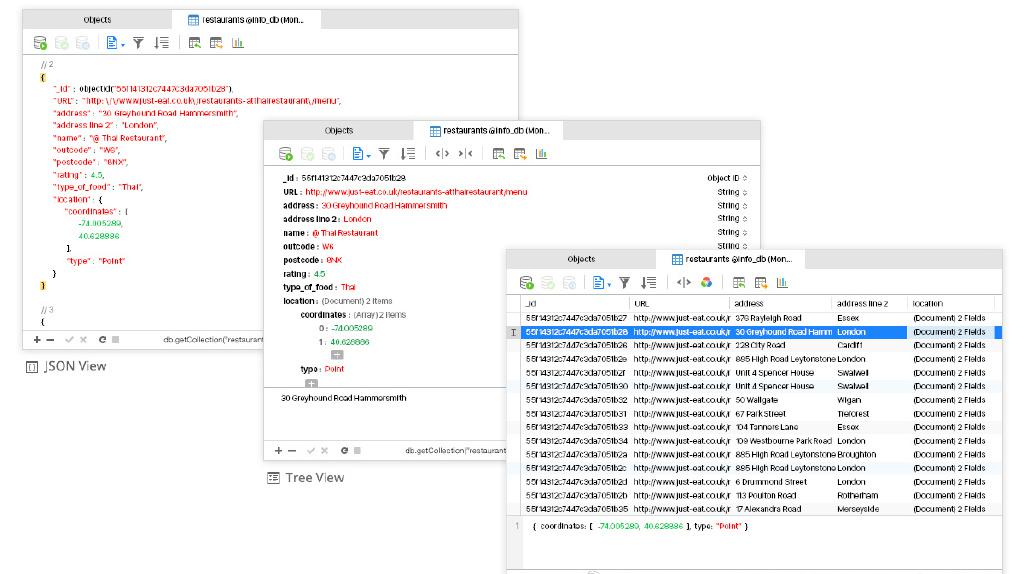 Objects
restaurants @info_db (Mon...
// 2
{
"_id" : objectid("55f14312c7447c3da7051b28"),
"URL" : "http:\/\/www.just-eat.co.uk\/restaurants-atthairestaurant\/menu",
"address" : "30 Greyhound Road Hammersmith",
"address line 2" : "London",
"name" : "@ Thai Restaurant",
"outcode" : "W6",
"postcode" : "8NX",
"rating" : 4.5,
"type_of_food" : "Thai",
"location" : {
"coordinates" : [
-74.005289,
40.628886
],
"type" : "Point"
}
}
// 3
{
db.getCollection("restaurant
JSON View
Objects
restaurants @info_db (Mon...
_id : 55f14312c7447c3da7051b28 Object ID
URL : http://www.just-eat.co.uk/restaurants-atthairestaurant/menu String
address : 30 Greyhound Road Hammersmith String
address line 2 : London String
name : @ Thai Restaurant String
outcode : W6 String
postcode : 8NX
rating : 4.5
type_of_food : Thai
location : (Document) 2 items
coordinates : (Array) 2 items
0 : -74.005289
1 : 40.628886
type : Point
30 Greyhound Road Hammersmith
db.getCollection("restaurant
Tree View
Objects
restaurants @info_db (Mon...
_id URL address address line 2 location
55f14312c7447c3da7051b27 http://www.just-eat.co.uk/r 376 Rayleigh Road Essex (Document) 2 Fields
55f14312c7447c3da7051b28 http://www.just-eat.co.uk/r 30 Greyhound Road Hamm London (Document) 2 Fields
55f14312c7447c3da7051b26 http://www.just-eat.co.uk/r 228 City Road Cardiff (Document) 2 Fields
55f14312c7447c3da7051b2e http://www.just-eat.co.uk/r 885 High Road Leytonstone London (Document) 2 Fields
55f14312c7447c3da7051b2f http://www.just-eat.co.uk/r Unit 4 Spencer House Swalwell (Document) 2 Fields
55f14312c7447c3da7051b30 http://www.just-eat.co.uk/r Unit 4 Spencer House Swalwell (Document) 2 Fields
55f14312c7447c3da7051b32 http://www.just-eat.co.uk/r 50 Wallgate Wigan (Document) 2 Fields
55f14312c7447c3da7051b31 http://www.just-eat.co.uk/r 67 Park Street Treforest (Document) 2 Fields
55f14312c7447c3da7051b33 http://www.just-eat.co.uk/r 104 Tanners Lane Essex (Document) 2 Fields
55f14312c7447c3da7051b34 http://www.just-eat.co.uk/r 109 Westbourne Park Road London (Document) 2 Fields
55f14312c7447c3da7051b2a http://www.just-eat.co.uk/r 885 High Road Leytonstone Broughton (Document) 2 Fields
55f14312c7447c3da7051b2c http://www.just-eat.co.uk/r 885 High Road Leytonstone London (Document) 2 Fields
55f14312c7447c3da7051b2d http://www.just-eat.co.uk/r 6 Drummond Street London (Document) 2 Fields
55f14312c7447c3da7051b2b http://www.just-eat.co.uk/r 113 Poulton Road Rotherham (Document) 2 Fields
55f14312c7447c3da7051b35 http://www.just-eat.co.uk/r 17 Alexandra Road Merseyside (Document) 2 Fields
1 { coordinates: [ -74.005289, 40.628886 ], type: "Point" }